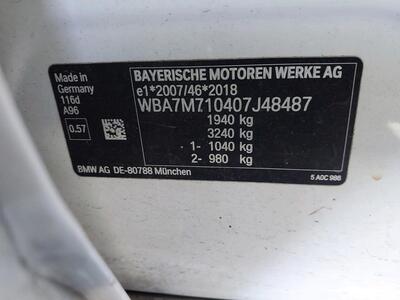 Made in
Germany
116d
A96
0.57
BAYERISCHE MOTOREN WERKE AG
e1*2007/46*2018
WBA7M710407J48487
1940 kg
3240 kg
1- 1040 kg
2- 980 kg
BMW AG DE-80788 München
5 A0C 986